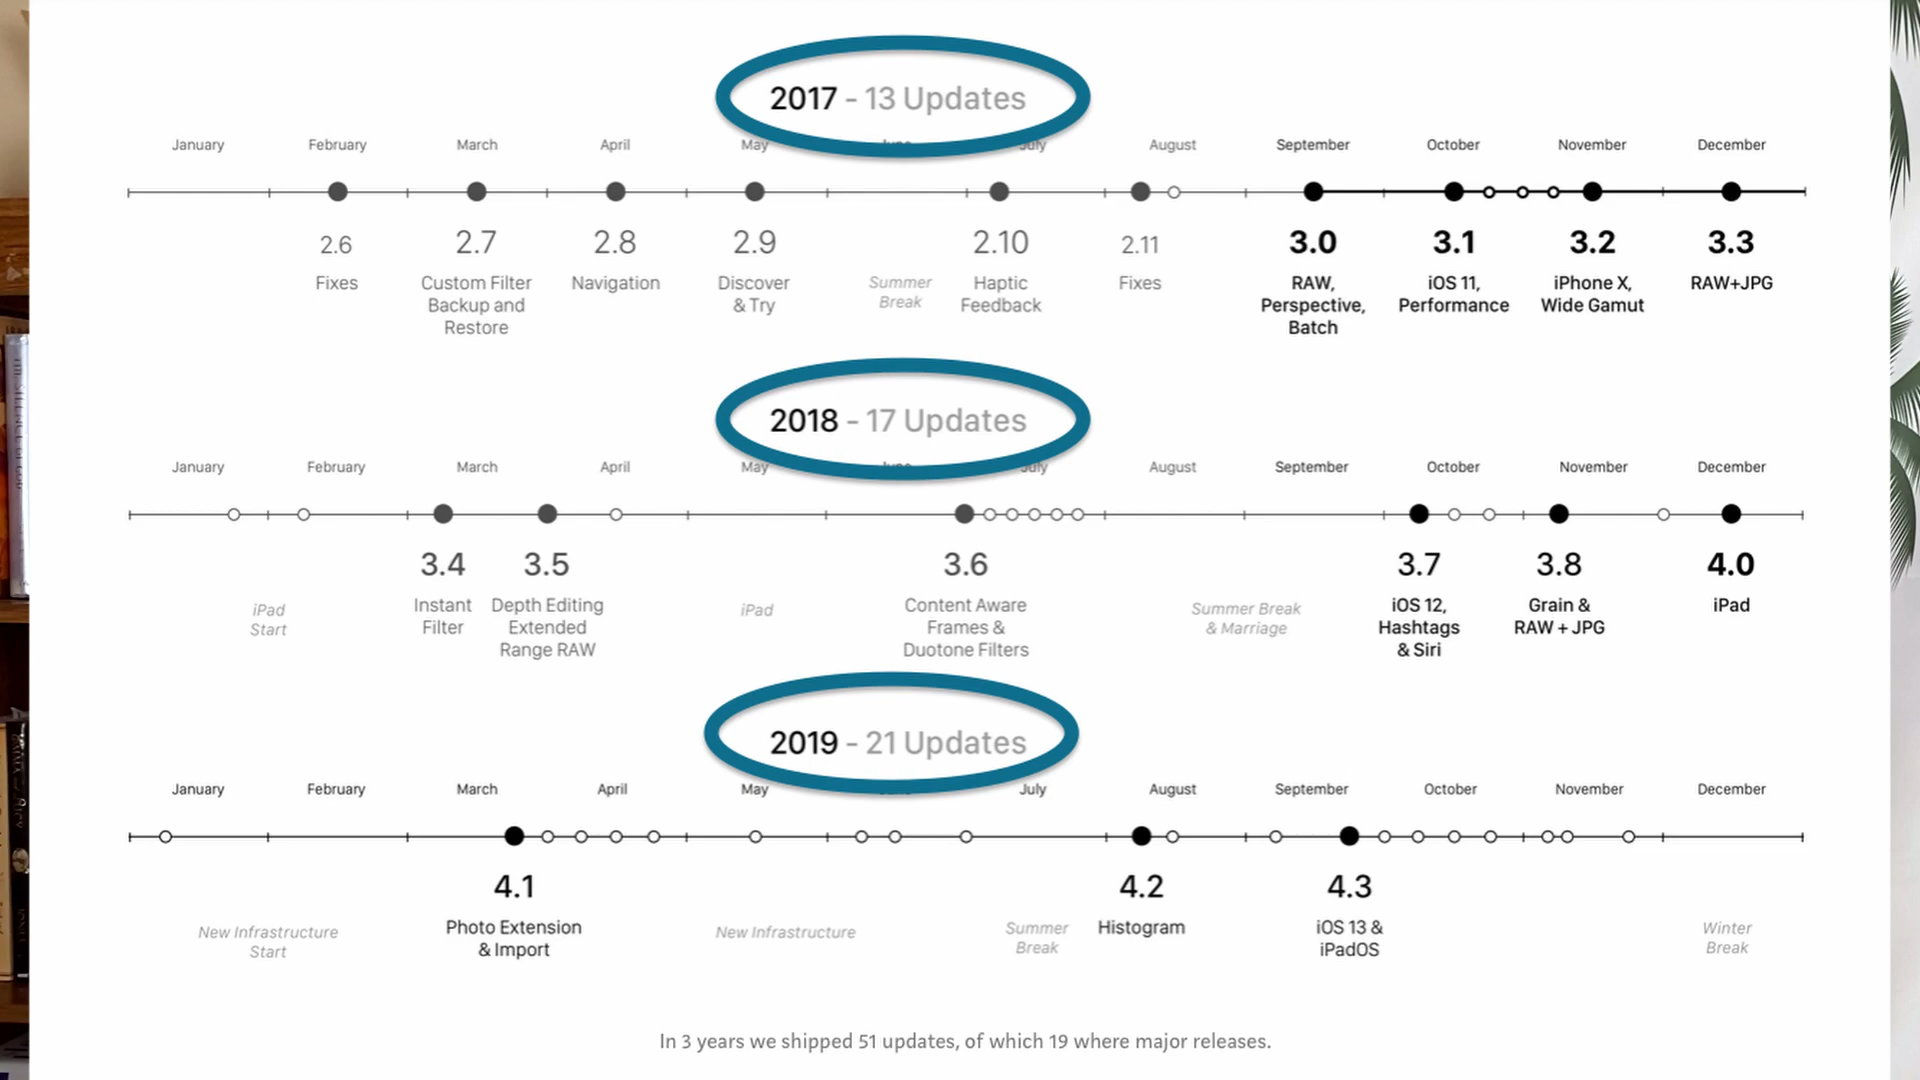 2017 - 13 Updates
January February March April May July August September October November December
2.6 2.7 2.8 2.9 2.10 2.11 3.0 3.1 3.2 3.3
Fixes Custom Filter Navigation Discover Summer Haptic Fixes RAW, iOS 11, iPhone X, RAW+JPG
Backup and & Try Break Feedback Perspective, Performance Wide Gamut
Restore Batch
2018 - 17 Updates
January February March April May July August September October November December
3.4 3.5 3.6 3.7 3.8 4.0
iPad Instant Depth Editing iPad Content Aware Summer Break iOS 12, Grain & iPad
Start Filter Extended Frames & & Marriage Hashtags RAW + JPG
Range RAW Duotone Filters & Siri
2019 - 21 Updates
January February March April May July August September October November December
4.1 4.2 4.3
New Infrastructure Photo Extension New Infrastructure Summer Histogram iOS 13 & Winter
Start & Import Break iPadOS Break
In 3 years we shipped 51 updates, of which 19 where major releases.